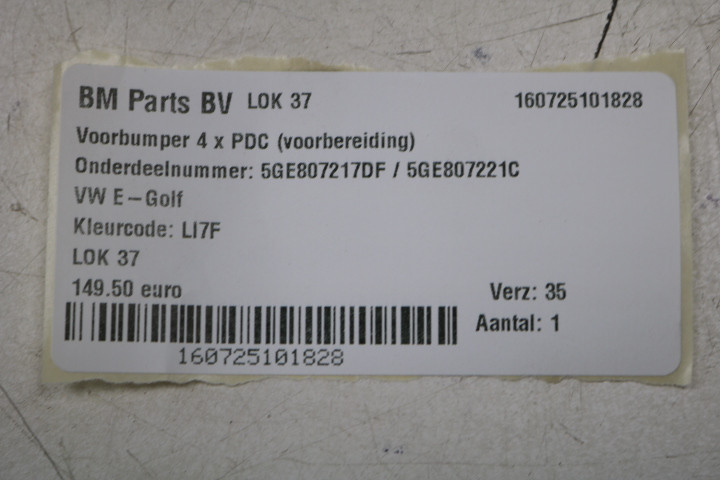 BM Parts BV LOK 37 160725101828
Voorbumper 4 x PDC (voorbereiding)
Onderdeelnummer: 5GE807217DF / 5GE807221C
VW E-Golf
Kleurcode: LI7F
LOK 37
149.50 euro Verz: 35
Aantal: 1
160725101828